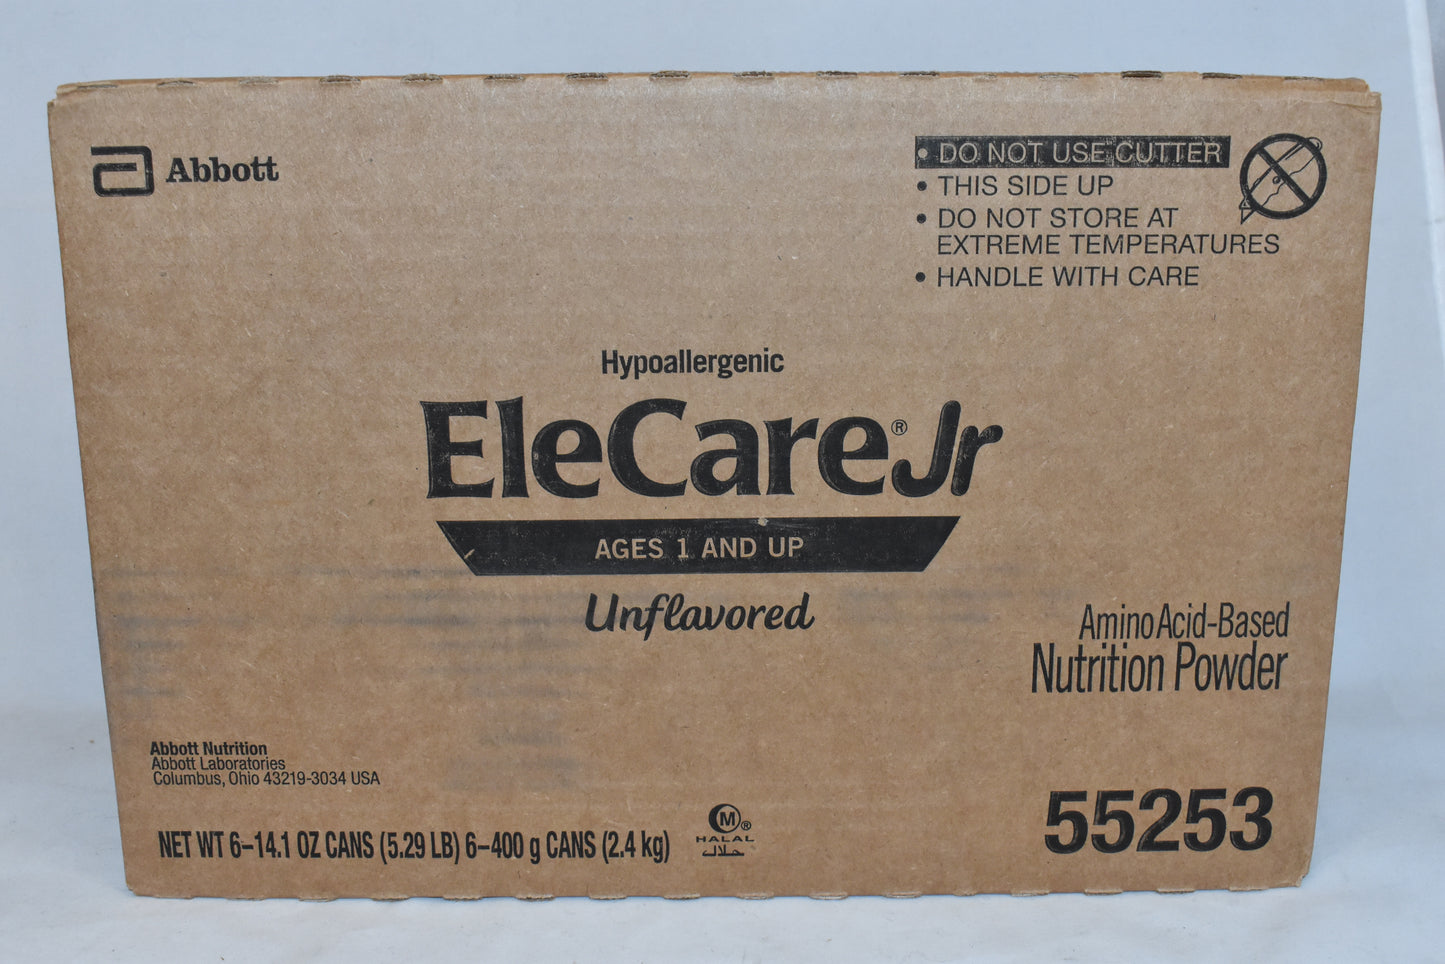 Abbott
• DO NOT USE CUTTER
• THIS SIDE UP
• DO NOT STORE AT
EXTREME TEMPERATURES
• HANDLE WITH CARE
Hypoallergenic
EleCare® Jr
AGES 1 AND UP
Unflavored
Amino Acid-Based
Nutrition Powder
Abbott Nutrition
Abbott Laboratories
Columbus, Ohio 43219-3034 USA
NET WT 6–14.1 OZ CANS (5.29 LB) 6–400 g CANS (2.4 kg)
M®
HALAL
حلال
55253